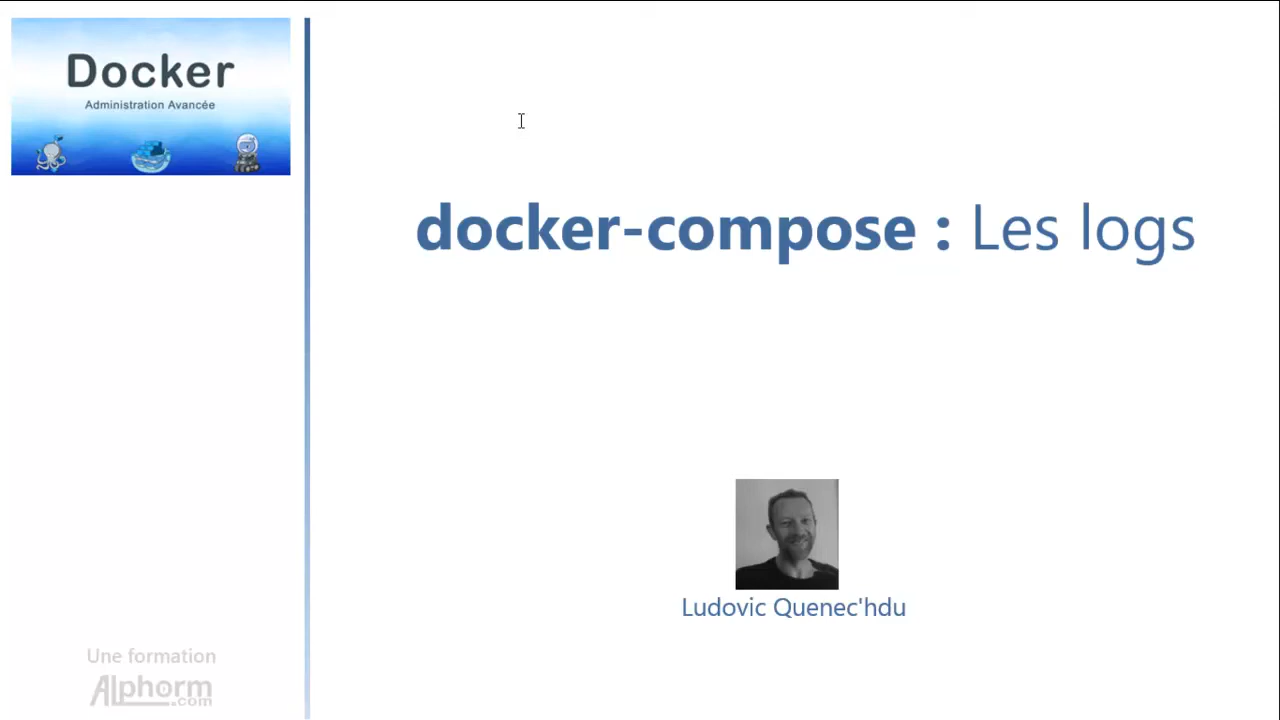 Docker
Administration Avancée
docker-compose : Les logs
Ludovic Quenec'hdu
Une formation
Alphorm
.com